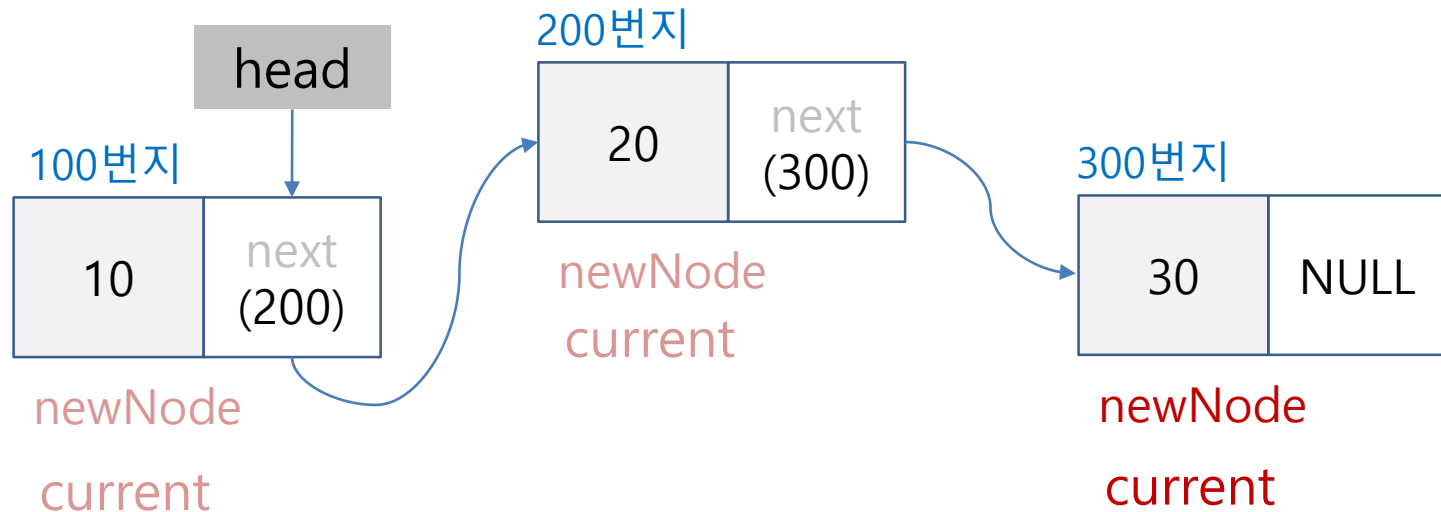 head
100번지
10
next
(200)
newNode
current
200번지
20
next
(300)
newNode
current
300번지
30
NULL
newNode
current